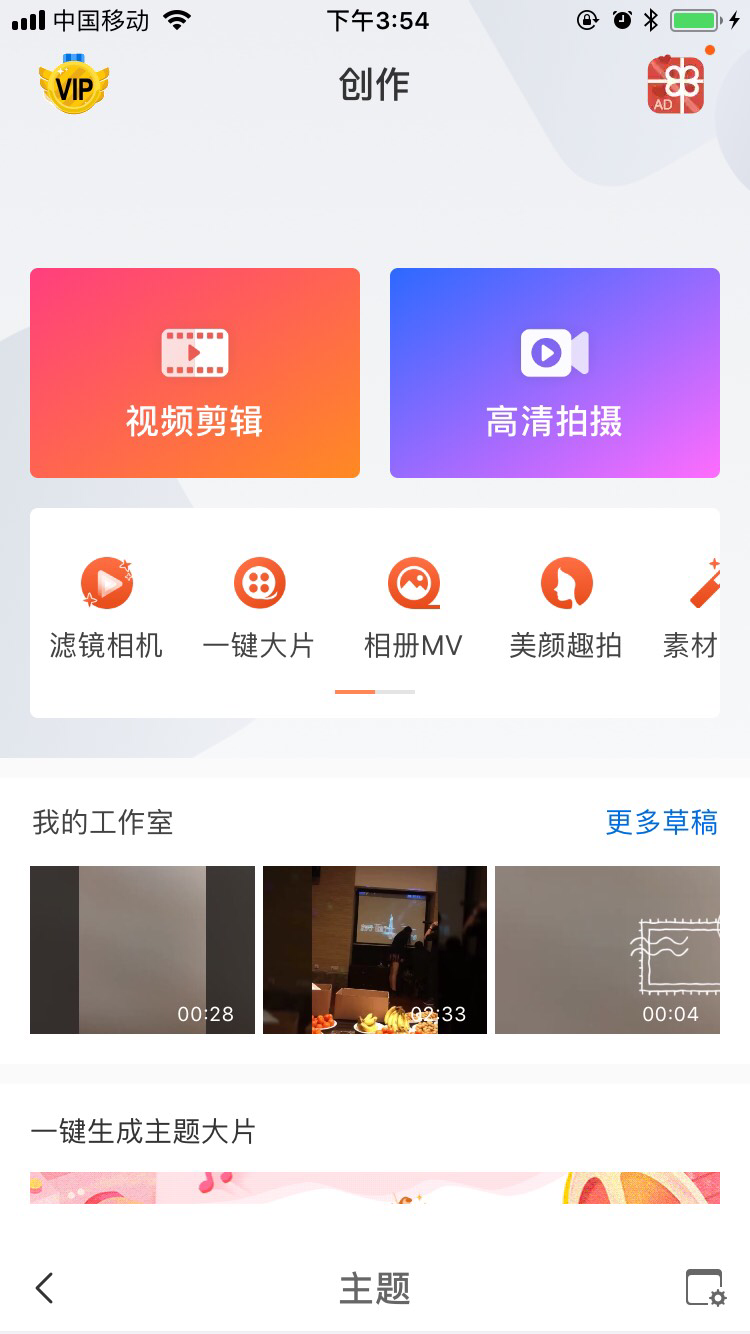 中国移动
下午3:54
VIP
创作
AD
视频剪辑
高清拍摄
滤镜相机
一键大片
相册MV
美颜趣拍
素材
我的工作室
更多草稿
00:28
02:33
00:04
一键生成主题大片
主题